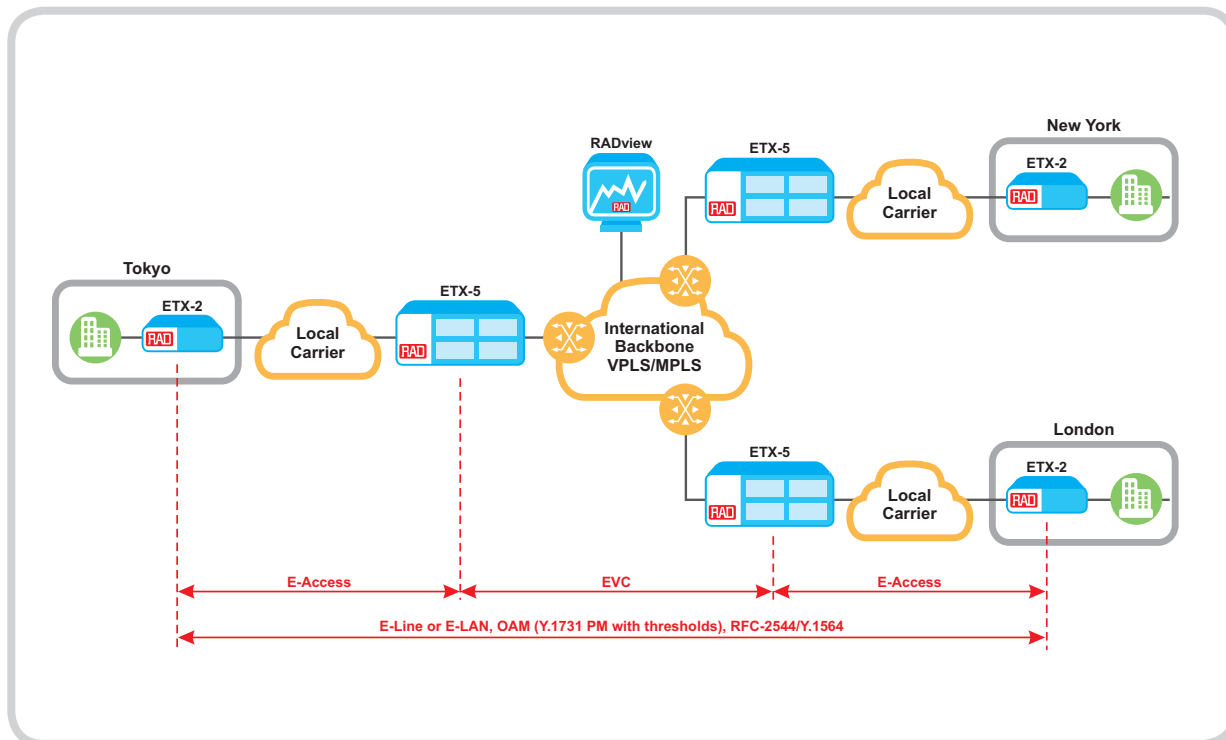 New York
RADview
ETX-5
ETX-2
RAD
RAD
RAD
Local
Carrier
Tokyo
ETX-2
RAD
Local
Carrier
ETX-5
RAD
International
Backbone
VPLS/MPLS
London
ETX-5
ETX-2
RAD
Local
Carrier
RAD
E-Access
EVC
E-Access
E-Line or E-LAN, OAM (Y.1731 PM with thresholds), RFC-2544/Y.1564